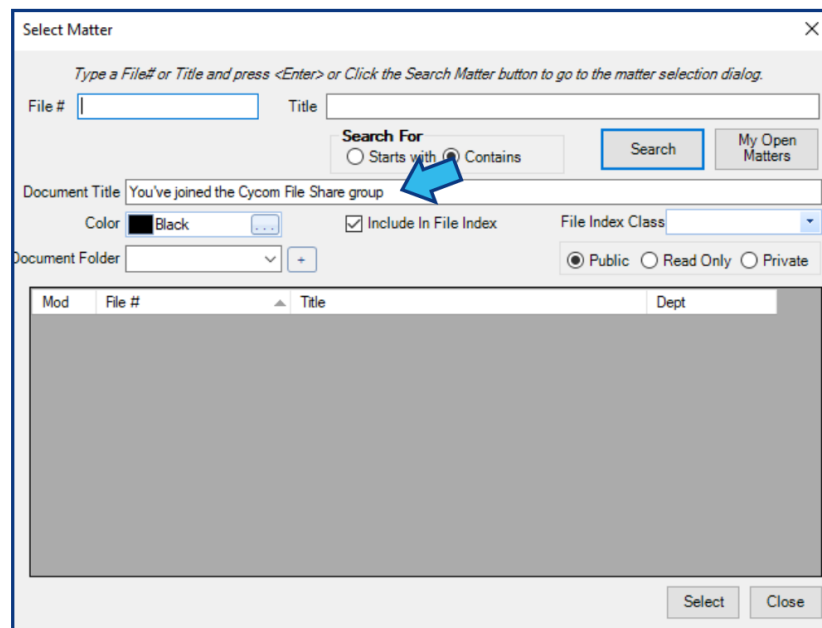 Select Matter
Type a File# or Title and press <Enter> or Click the Search Matter button to go to the matter selection dialog.
File # Title
Search For
Starts with Contains
Search
My Open
Matters
Document Title You've joined the Cycom File Share group
Color Black ... Include In File Index File Index Class
Document Folder + Public Read Only Private
Mod File # Title Dept
Select Close